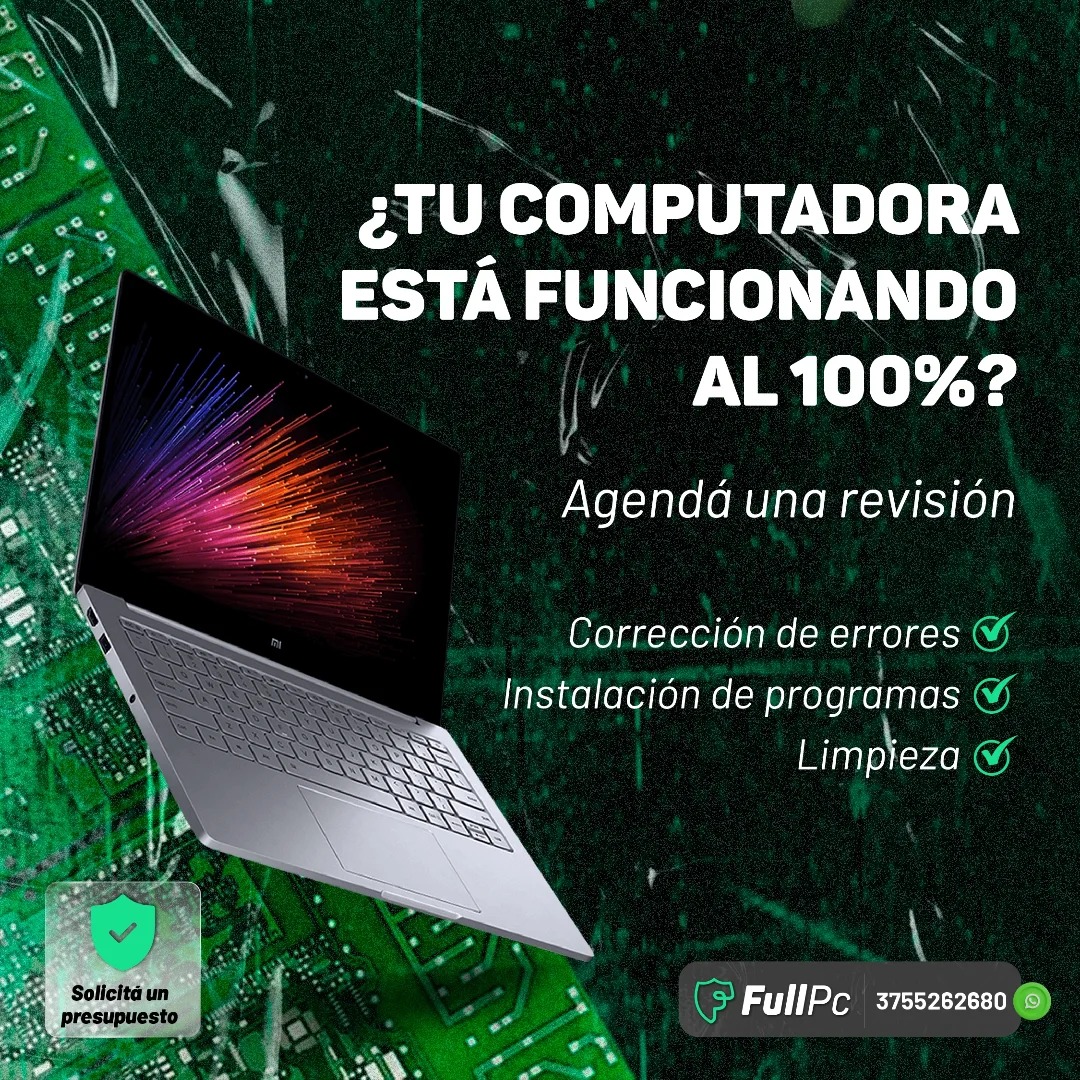 ¿TU COMPUTADORA
ESTÁ FUNCIONANDO
AL 100%?
Agendá una revisión
Corrección de errores
Instalación de programas
Limpieza
mi
Solicitá un
presupuesto
FullPc
3755262680